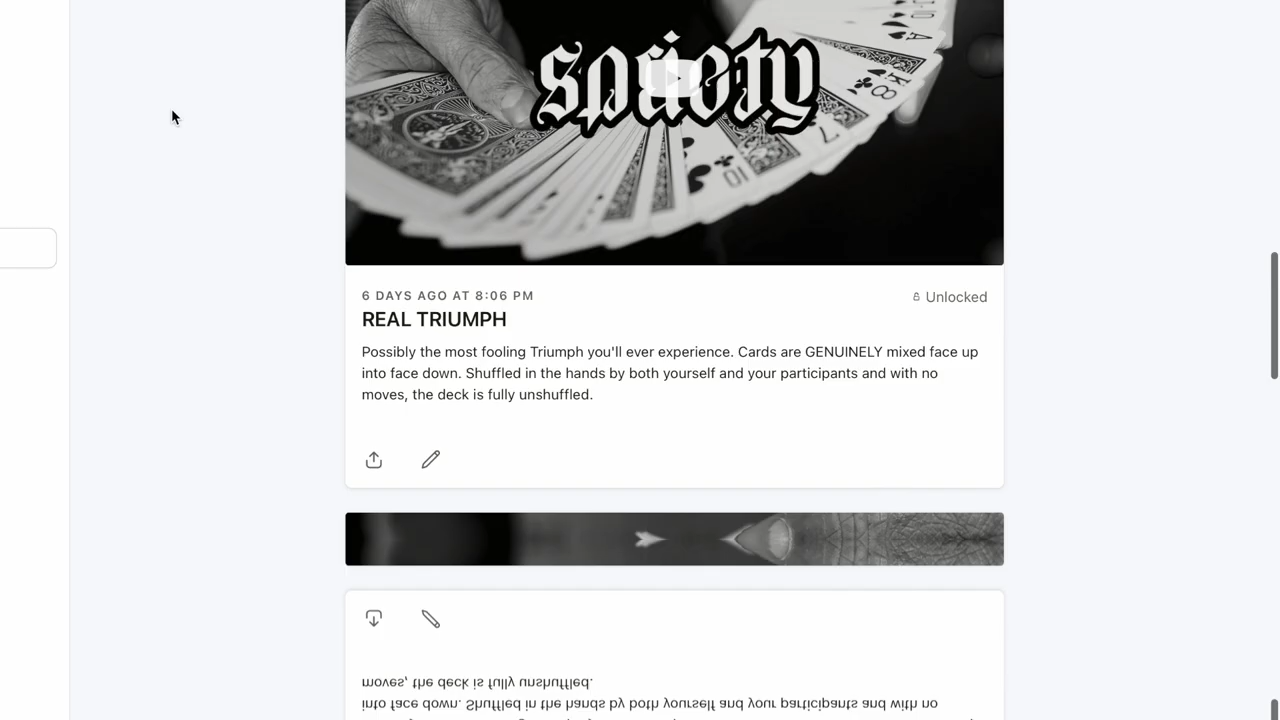 society
6 DAYS AGO AT 8:06 PM
Unlocked
REAL TRIUMPH
Possibly the most fooling Triumph you'll ever experience. Cards are GENUINELY mixed face up
into face down. Shuffled in the hands by both yourself and your participants and with no
moves, the deck is fully unshuffled.
moves, the deck is fully unshuffled.
into face down. Shuffled in the hands by both yourself and your participants and with no